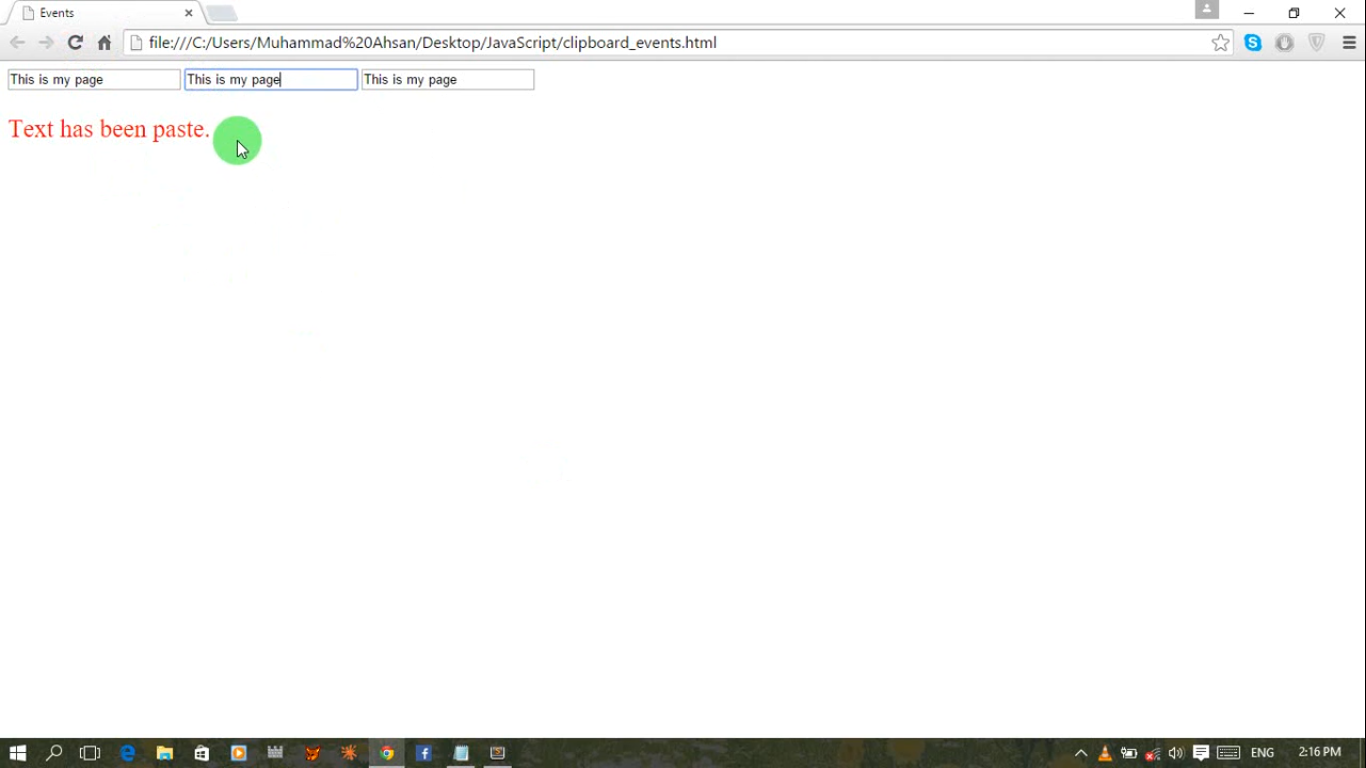 Events
file:///C:/Users/Muhammad%20Ahsan/Desktop/JavaScript/clipboard_events.html
This is my page This is my page This is my page
Text has been paste.
ENG 2:16 PM